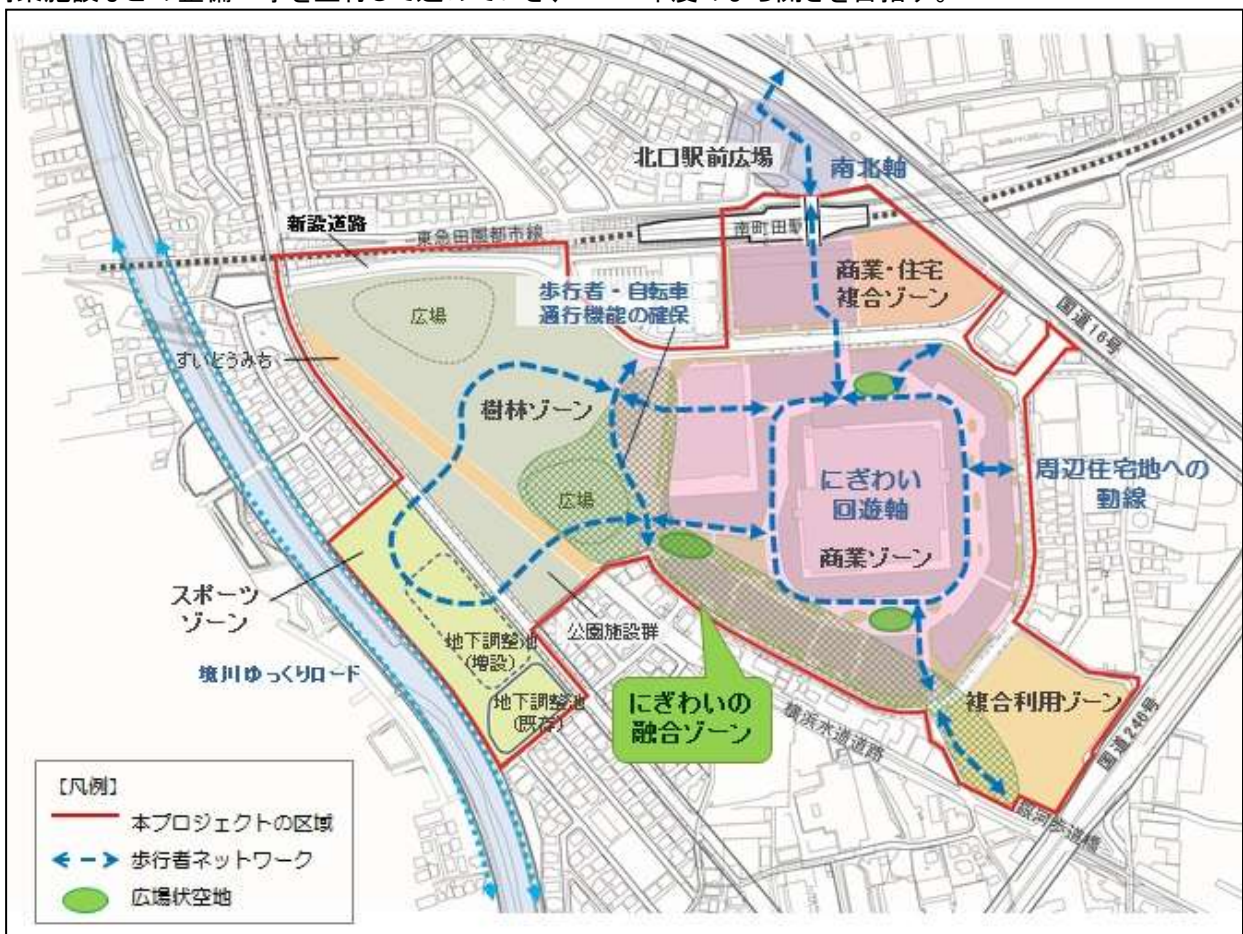 北口駅前広場
南北軸
新設道路
東急田園都市線
南町田駅
商業・住宅
複合ゾーン
国道16号
歩行者・自転車
通行機能の確保
広場
すいどうみち
樹林ゾーン
広場
にぎわい
回遊軸
商業ゾーン
周辺住宅地への
動線
スポーツ
ゾーン
公園施設群
地下調整池
(増設)
地下調整池
(既存)
境川ゆっくりロード
にぎわいの
融合ゾーン
横浜水道道路
複合利用ゾーン
国道246号
銀河歩道橋
[凡例]
本プロジェクトの区域
歩行者ネットワーク
広場状空地